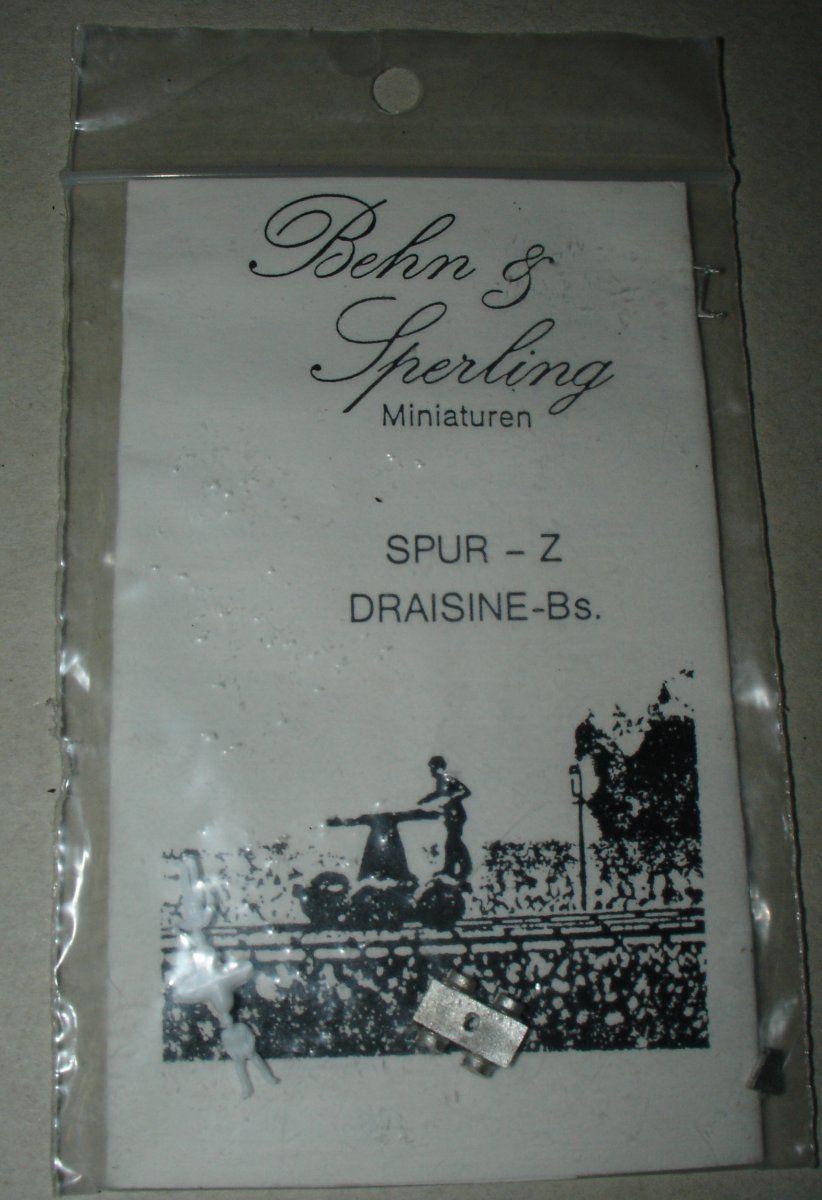 Behn &
Sperling
Miniaturen
SPUR – Z
DRAISINE-Bs.